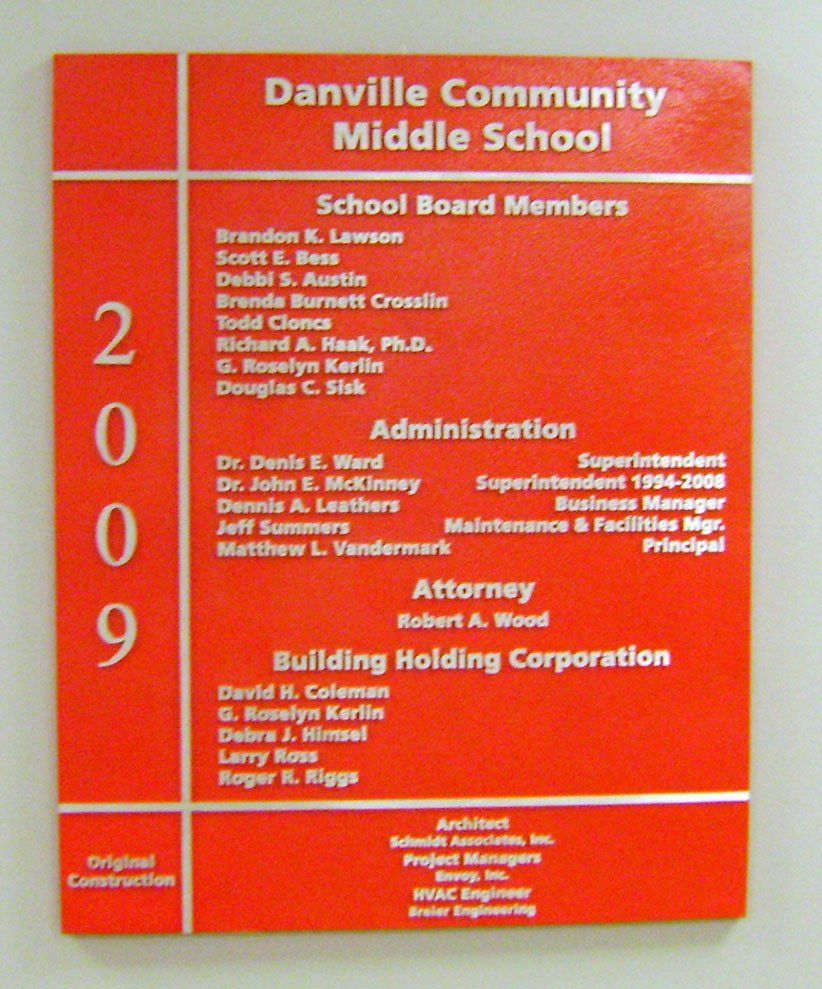 Danville Community
Middle School
2009
School Board Members
Brandon K. Lawson
Scott E. Bess
Debbi S. Austin
Brenda Burnett Crosslin
Todd Cloncs
Richard A. Haak, Ph.D.
G. Roselyn Kerlin
Douglas C. Sisk
Administration
Dr. Denis E. Ward Superintendent
Dr. John E. McKinney Superintendent 1994-2008
Dennis A. Leathers Business Manager
Jeff Summers Maintenance & Facilities Mgr.
Matthew L. Vandermark Principal
Attorney
Robert A. Wood
Building Holding Corporation
David H. Coleman
G. Roselyn Kerlin
Debra J. Himsel
Larry Ross
Roger R. Riggs
Original
Construction
Architect
Schmidt Associates, Inc.
Project Managers
Envoy, Inc.
HVAC Engineer
Breier Engineering